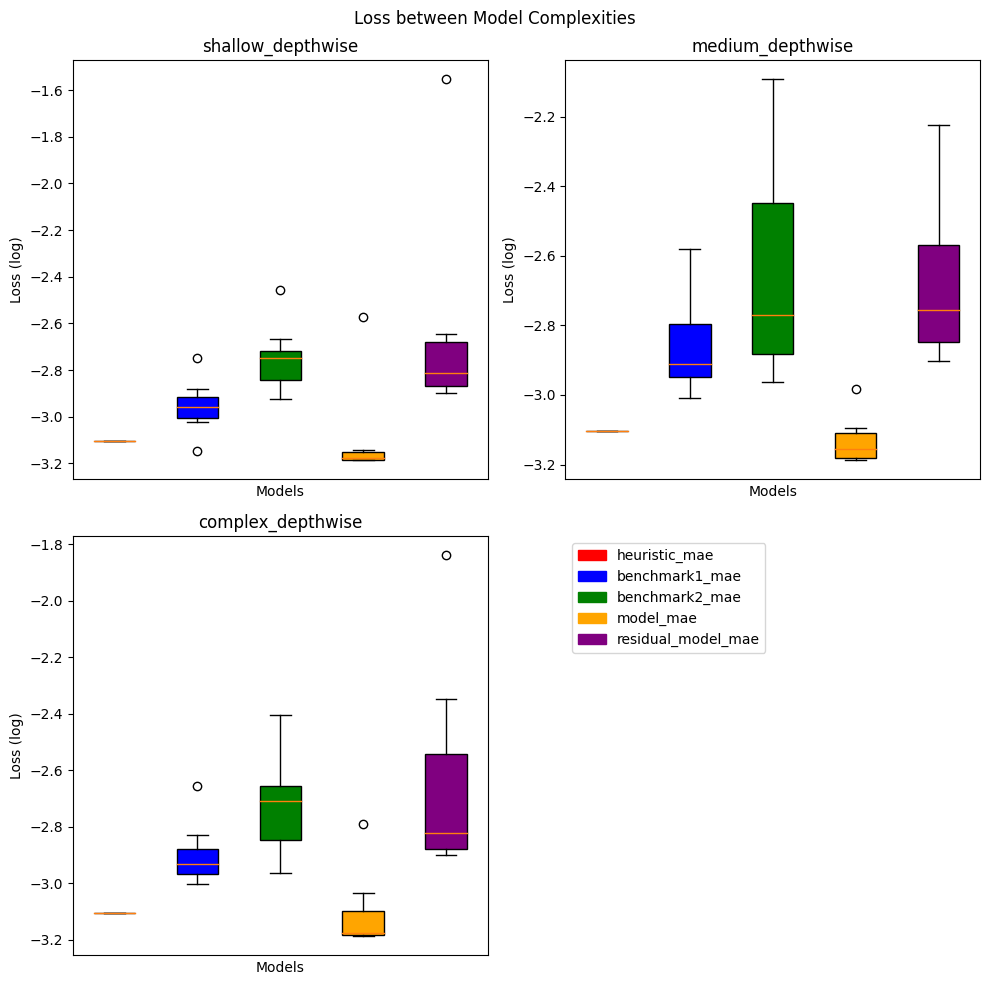 Loss between Model Complexities
shallow_depthwise
−1.6
−1.8
−2.0
−2.2
−2.4
−2.6
−2.8
−3.0
−3.2
Loss (log)
Models
medium_depthwise
−2.2
−2.4
−2.6
−2.8
−3.0
−3.2
Loss (log)
Models
complex_depthwise
−1.8
−2.0
−2.2
−2.4
−2.6
−2.8
−3.0
−3.2
Loss (log)
Models
heuristic_mae
benchmark1_mae
benchmark2_mae
model_mae
residual_model_mae